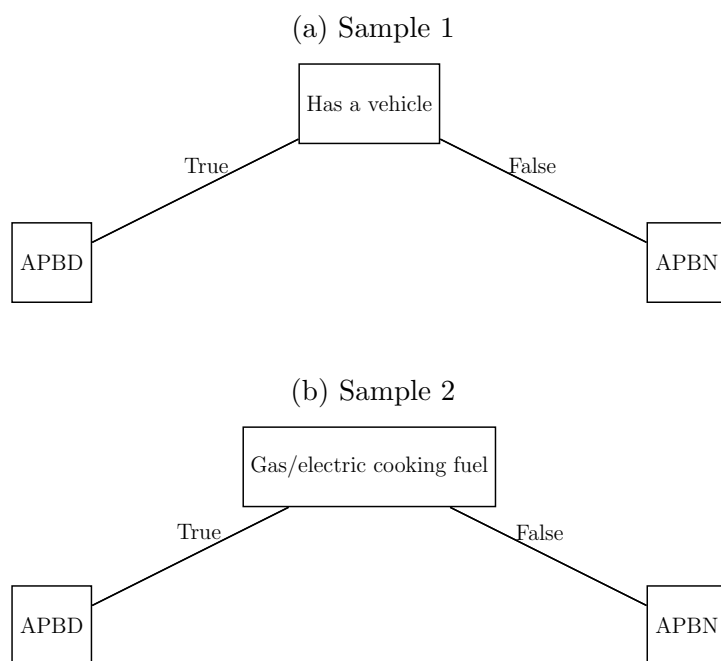 (a) Sample 1
Has a vehicle
True
False
APBD
APBN
(b) Sample 2
Gas/electric cooking fuel
True
False
APBD
APBN